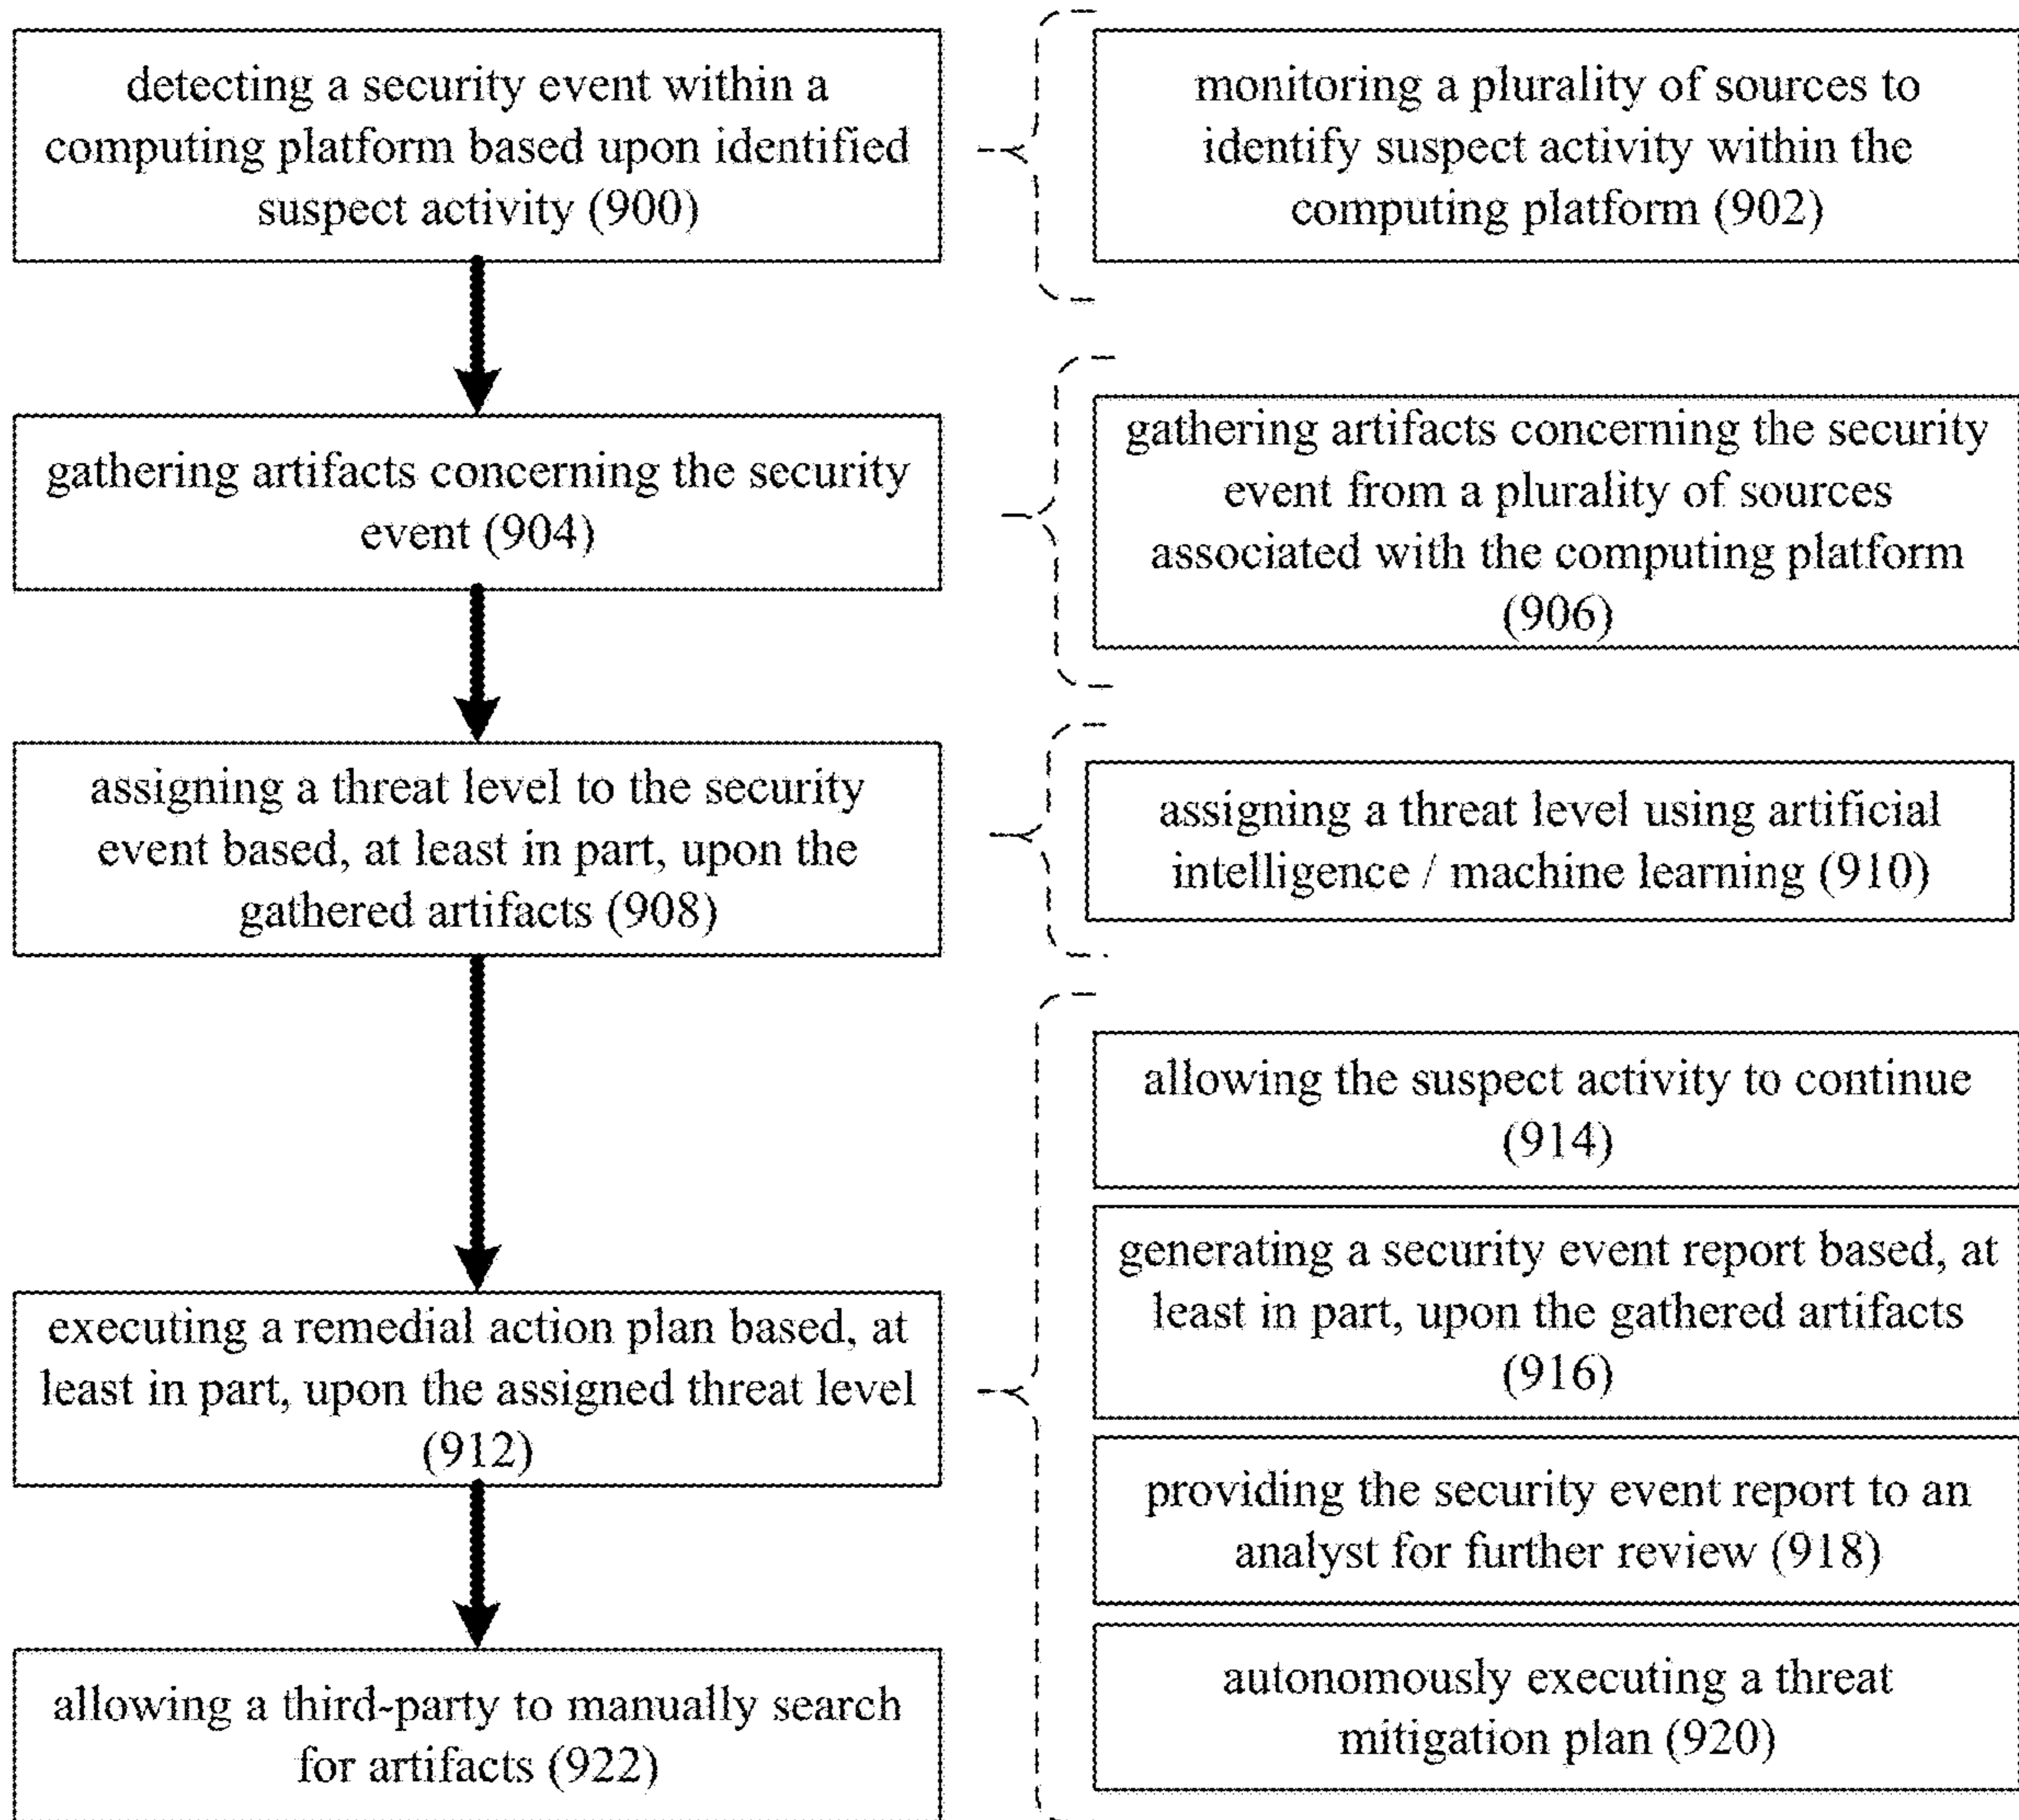 detecting a security event within a
computing platform based upon identified
suspect activity (900)
monitoring a plurality of sources to
identify suspect activity within the
computing platform (902)
gathering artifacts concerning the security
event (904)
gathering artifacts concerning the security
event from a plurality of sources
associated with the computing platform
(906)
assigning a threat level to the security
event based, at least in part, upon the
gathered artifacts (908)
assigning a threat level using artificial
intelligence / machine learning (910)
executing a remedial action plan based, at
least in part, upon the assigned threat level
(912)
allowing the suspect activity to continue
(914)
generating a security event report based, at
least in part, upon the gathered artifacts
(916)
providing the security event report to an
analyst for further review (918)
autonomously executing a threat
mitigation plan (920)
allowing a third-party to manually search
for artifacts (922)